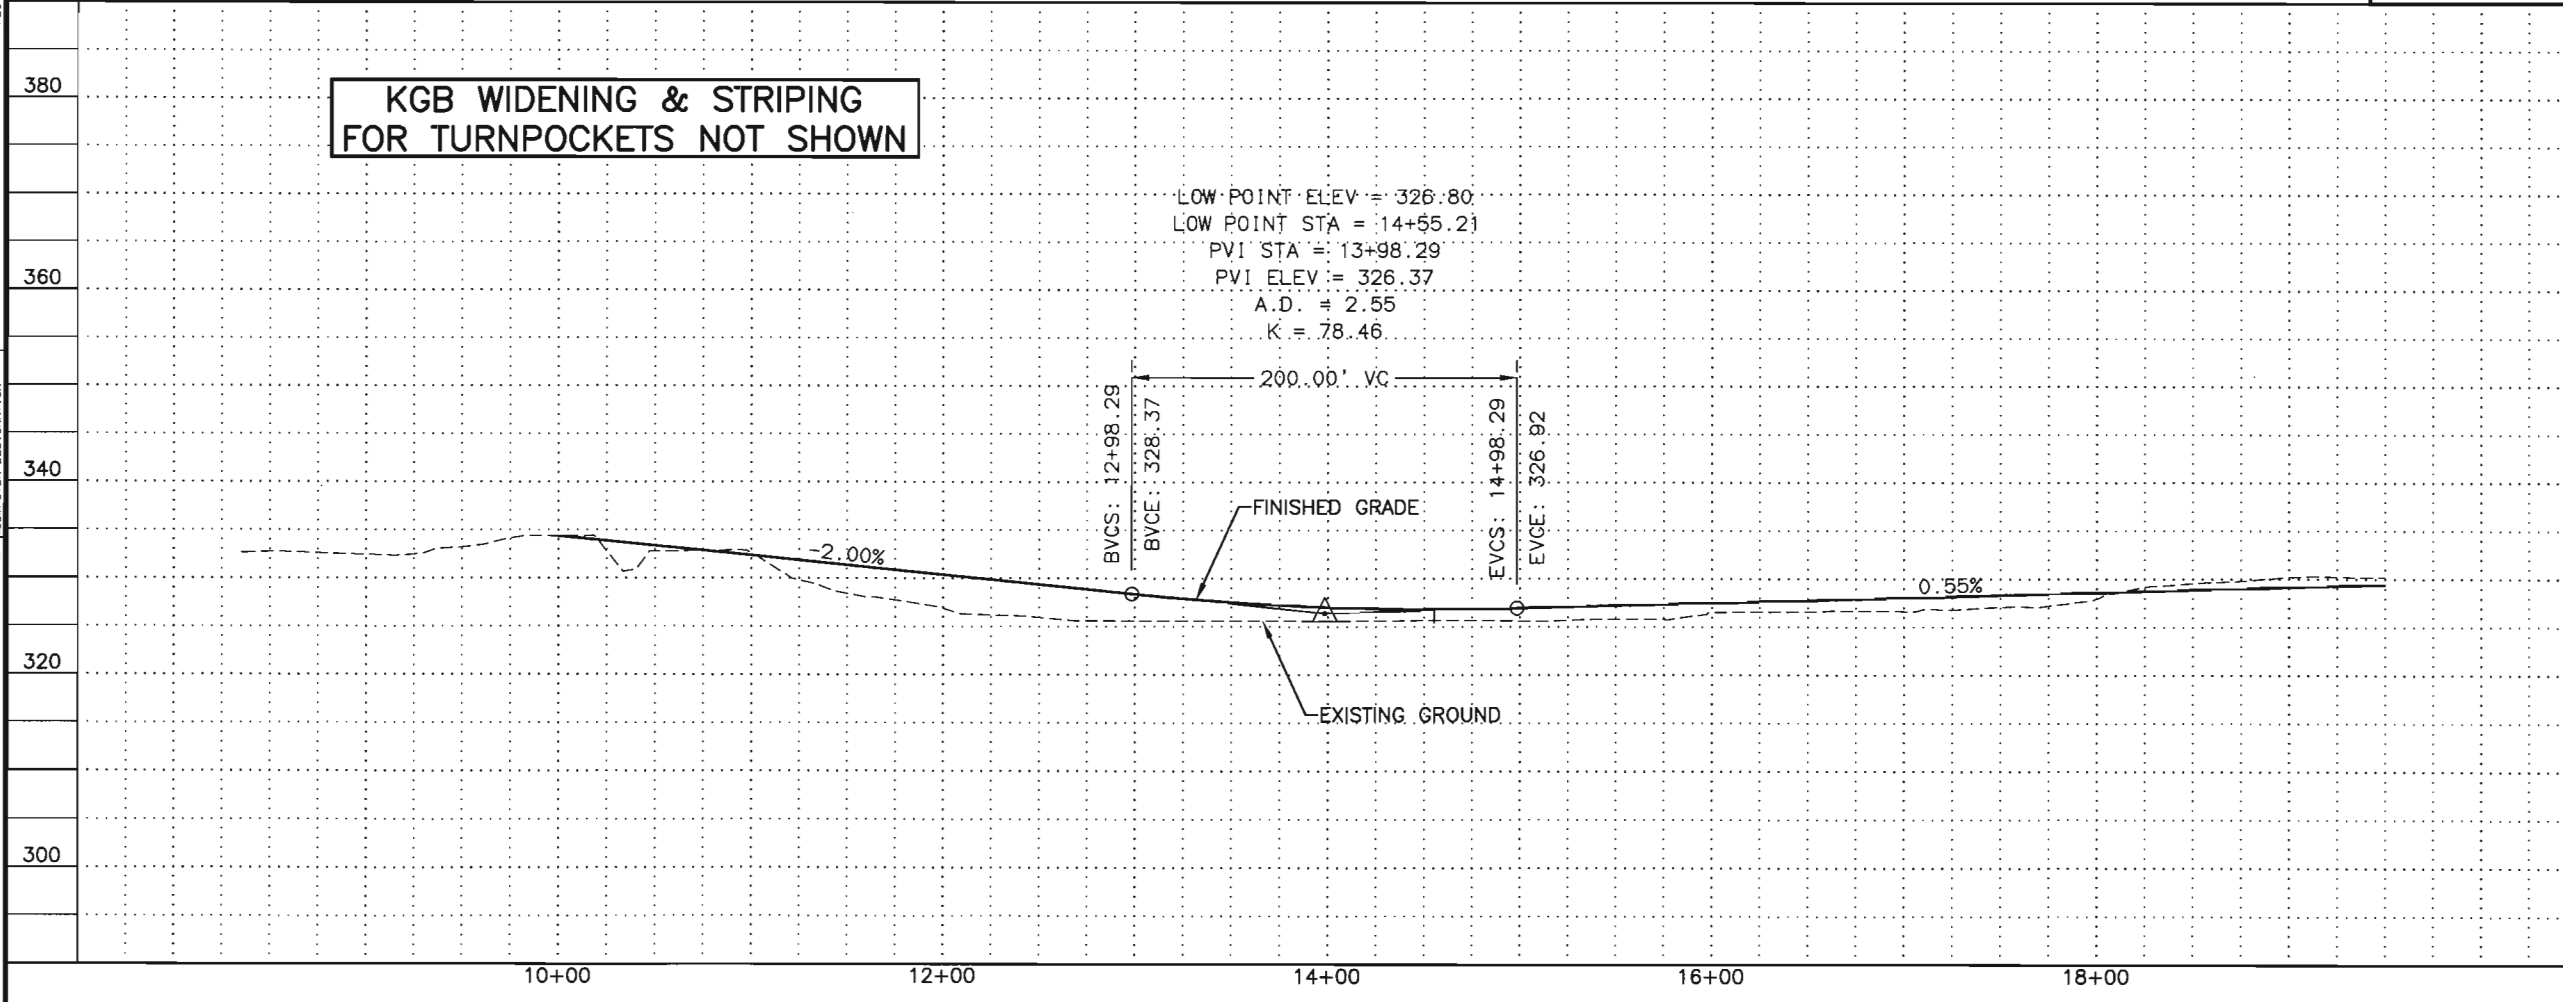 KGB WIDENING & STRIPING
FOR TURNPOCKETS NOT SHOWN
LOW POINT ELEV = 326.80
LOW POINT STA = 14+55.21
PVI STA = 13+98.29
PVI ELEV = 326.37
A.D. = 2.55
K = 78.46
200.00' VC
BVCS: 12+98.29
BVCE: 328.37
EVCS: 14+98.29
EVCE: 326.92
FINISHED GRADE
-2.00%
0.55%
EXISTING GROUND
380
360
340
320
300
10+00
12+00
14+00
16+00
18+00